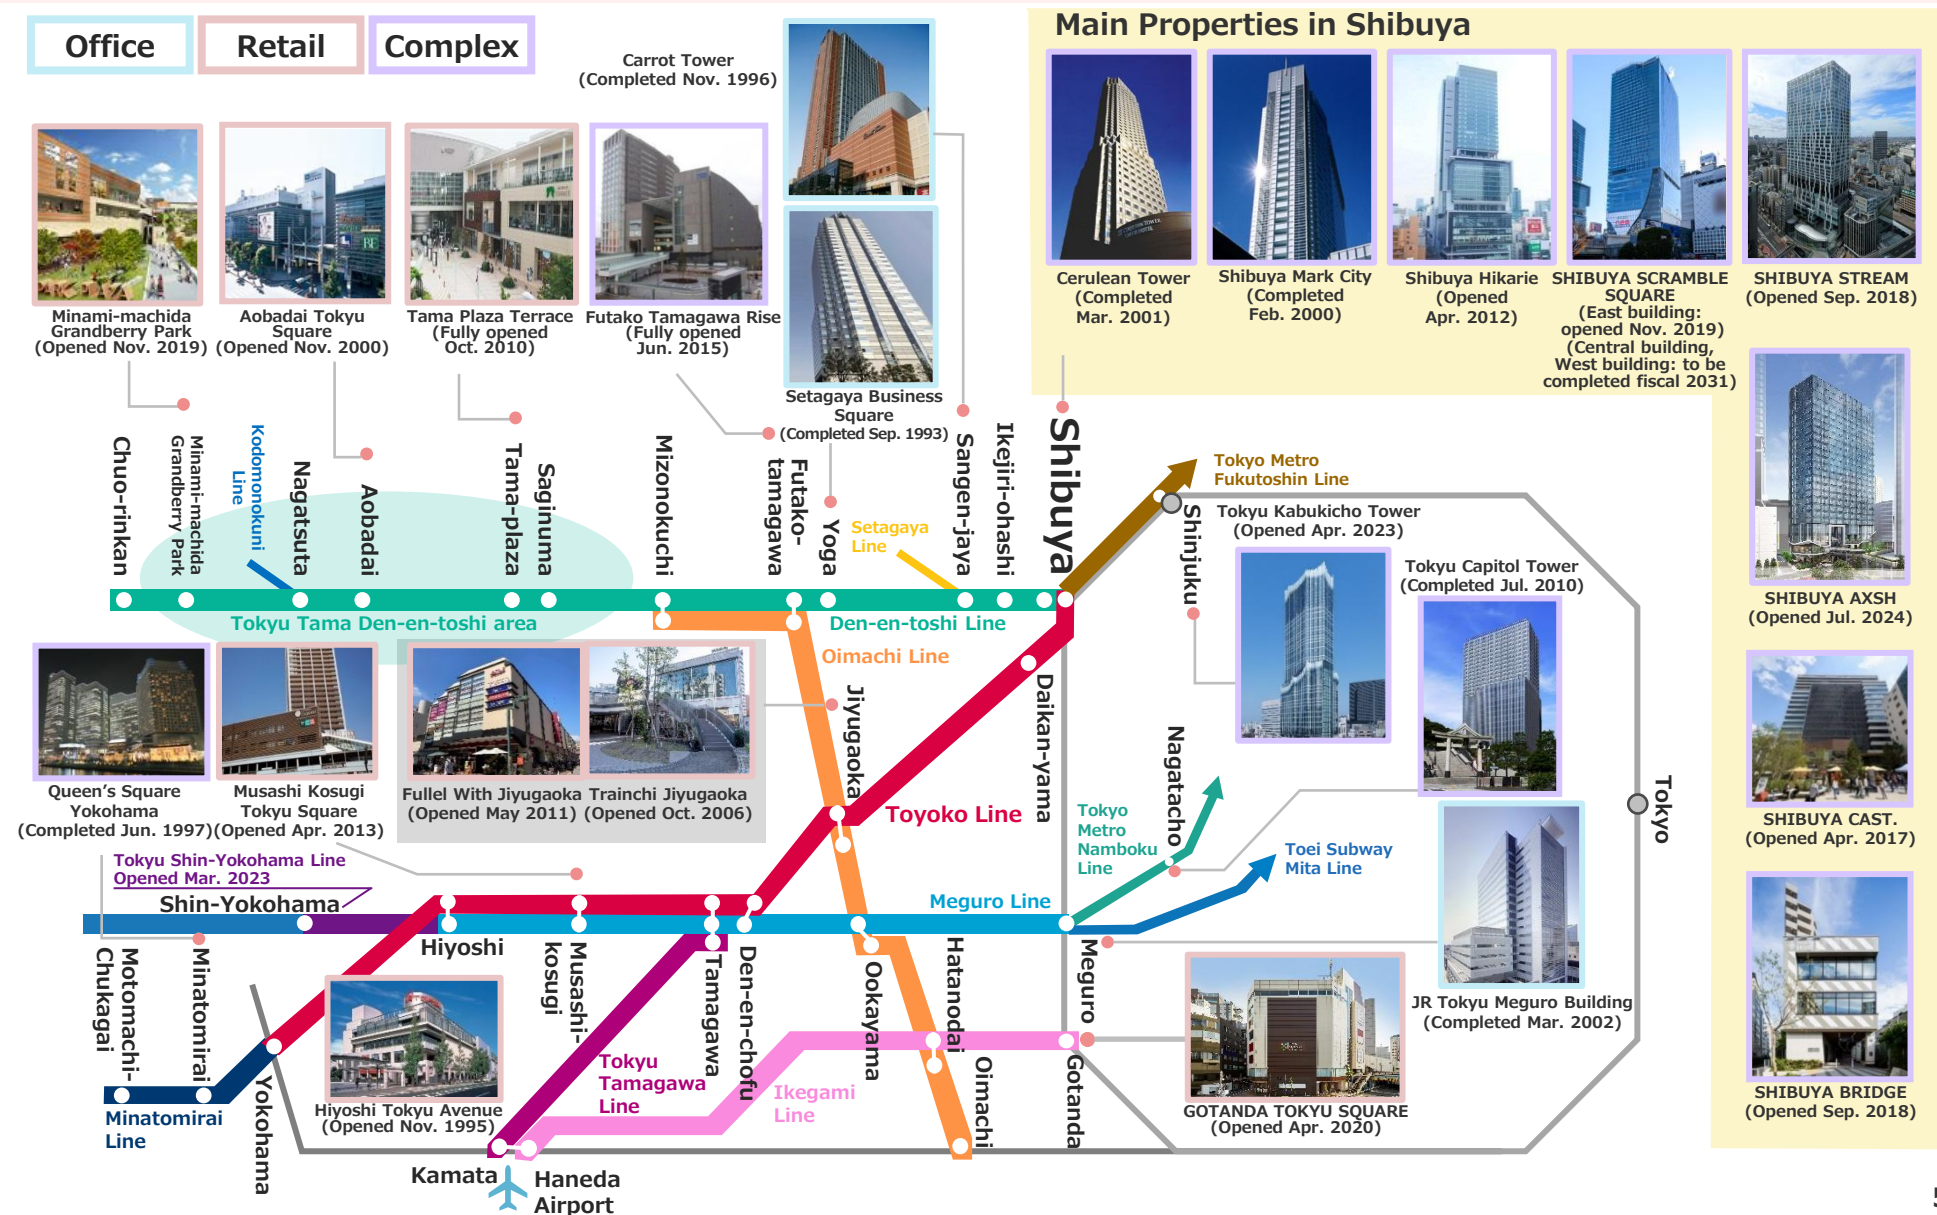 Office
Retail
Complex
Main Properties in Shibuya
Carrot Tower
(Completed Nov. 1996)
Minami-machida
Grandberry Park
(Opened Nov. 2019)
Aobadai Tokyu
Square
(Opened Nov. 2000)
Tama Plaza Terrace
(Fully opened
Oct. 2010)
Futako Tamagawa Rise
(Fully opened
Jun. 2015)
Setagaya Business
Square
(Completed Sep. 1993)
Cerulean Tower
(Completed
Mar. 2001)
Shibuya Mark City
(Completed
Feb. 2000)
Shibuya Hikarie
(Opened
Apr. 2012)
SHIBUYA SCRAMBLE
SQUARE
(East building:
opened Nov. 2019)
(Central building,
West building: to be
completed fiscal 2031)
SHIBUYA STREAM
(Opened Sep. 2018)
SHIBUYA AXSH
(Opened Jul. 2024)
SHIBUYA CAST.
(Opened Apr. 2017)
SHIBUYA BRIDGE
(Opened Sep. 2018)
Chuo-rinkan
Minami-machida
Grandberry Park
Kodomonokuni
Line
Nagatsuta
Aobadai
Tama-plaza
Saginuma
Mizonokuchi
Futako-
tamagawa
Yoga
Setagaya
Line
Sangen-jaya
Ikejiri-ohashi
Shibuya
Tokyo Metro
Fukutoshin Line
Shinjuku
Tokyu Kabukicho Tower
(Opened Apr. 2023)
Tokyu Capitol Tower
(Completed Jul. 2010)
Tokyu Tama Den-en-toshi area
Den-en-toshi Line
Oimachi Line
Jiyugaoka
Daikan-yama
Queen's Square
Yokohama
(Completed Jun. 1997)
Musashi Kosugi
Tokyu Square
(Opened Apr. 2013)
Fullel With Jiyugaoka
(Opened May 2011)
Trainchi Jiyugaoka
(Opened Oct. 2006)
Toyoko Line
Tokyo
Metro
Namboku
Line
Nagatacho
Toei Subway
Mita Line
Tokyo
Tokyu Shin-Yokohama Line
Opened Mar. 2023
Shin-Yokohama
Meguro Line
Hiyoshi
Musashi-
kosugi
Tamagawa
Den-en-chofu
Ookayama
Hatanodai
Meguro
JR Tokyu Meguro Building
(Completed Mar. 2002)
Motomachi-
Chukagai
Minatomirai
Minatomirai
Line
Yokohama
Hiyoshi Tokyu Avenue
(Opened Nov. 1995)
Tokyu
Tamagawa
Line
Ikegami
Line
Oimachi
Gotanda
GOTANDA TOKYU SQUARE
(Opened Apr. 2020)
Kamata
Haneda
Airport